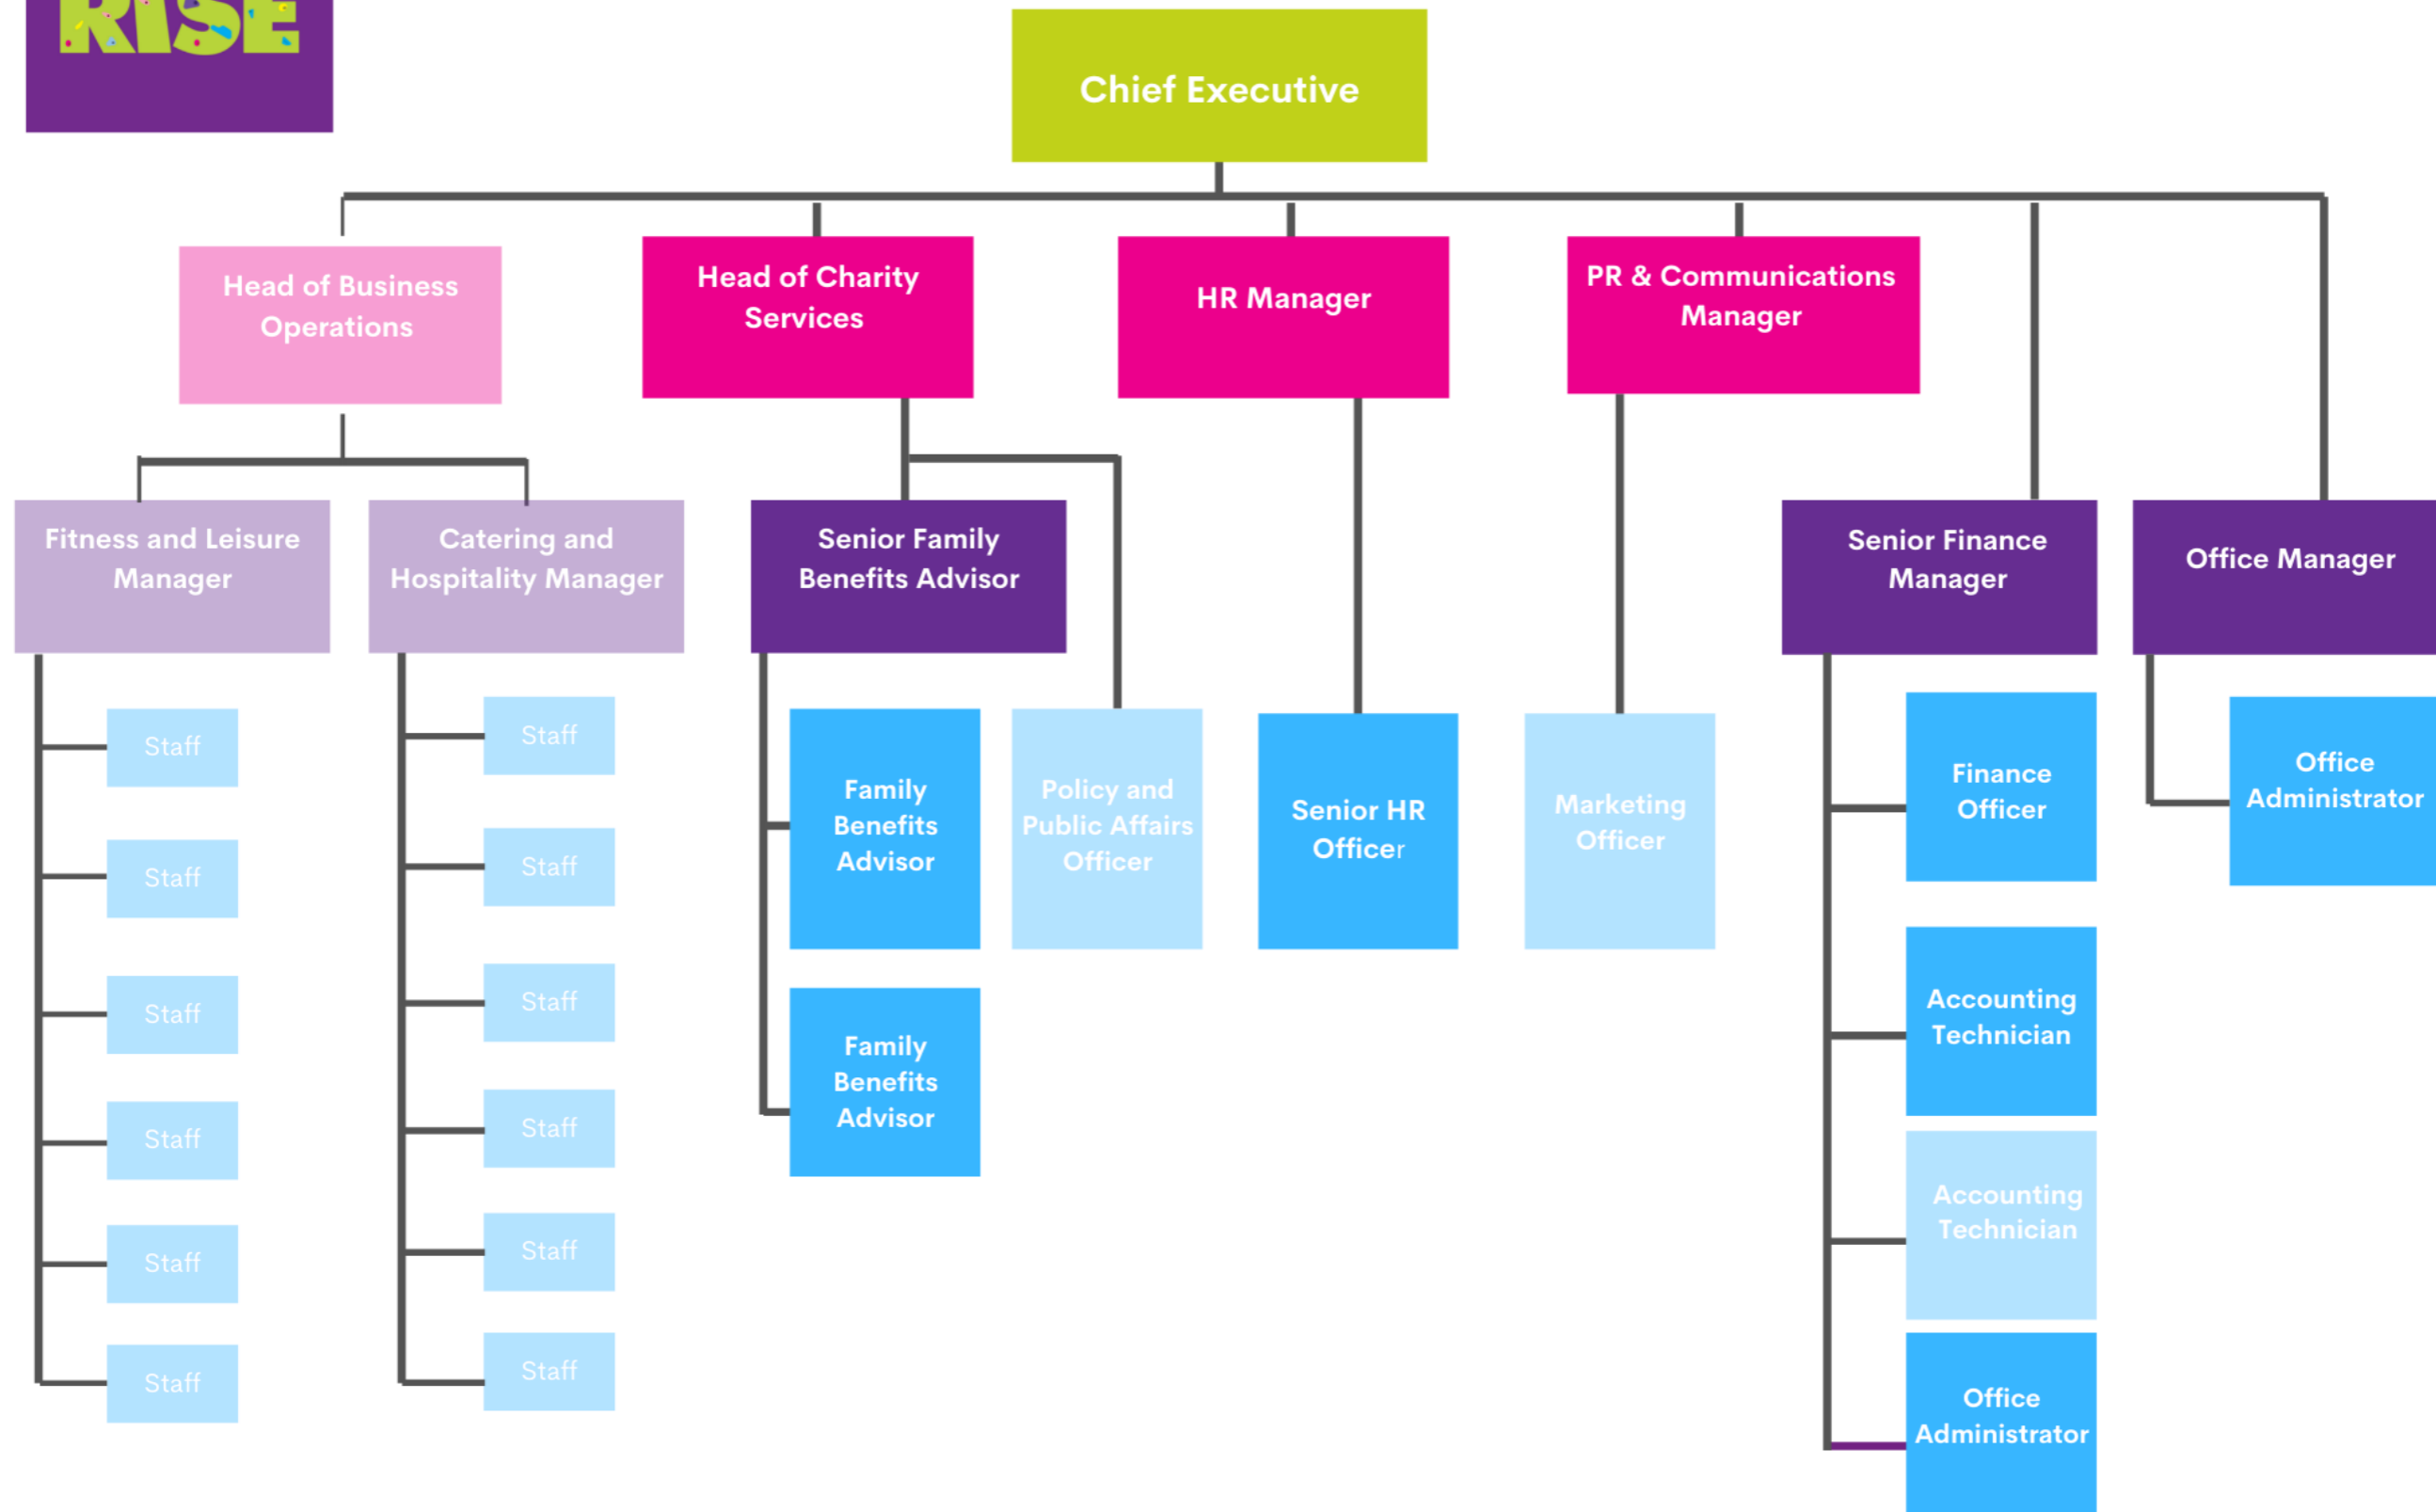 RISE
Chief Executive
Head of Business
Operations
Head of Charity
Services
HR Manager
PR & Communications
Manager
Fitness and Leisure
Manager
Catering and
Hospitality Manager
Senior Family
Benefits Advisor
Senior Finance
Manager
Office Manager
Staff
Staff
Staff
Staff
Staff
Staff
Staff
Staff
Staff
Staff
Staff
Staff
Family
Benefits
Advisor
Family
Benefits
Advisor
Policy and
Public Affairs
Officer
Senior HR
Officer
Marketing
Officer
Finance
Officer
Accounting
Technician
Accounting
Technician
Office
Administrator
Office
Administrator